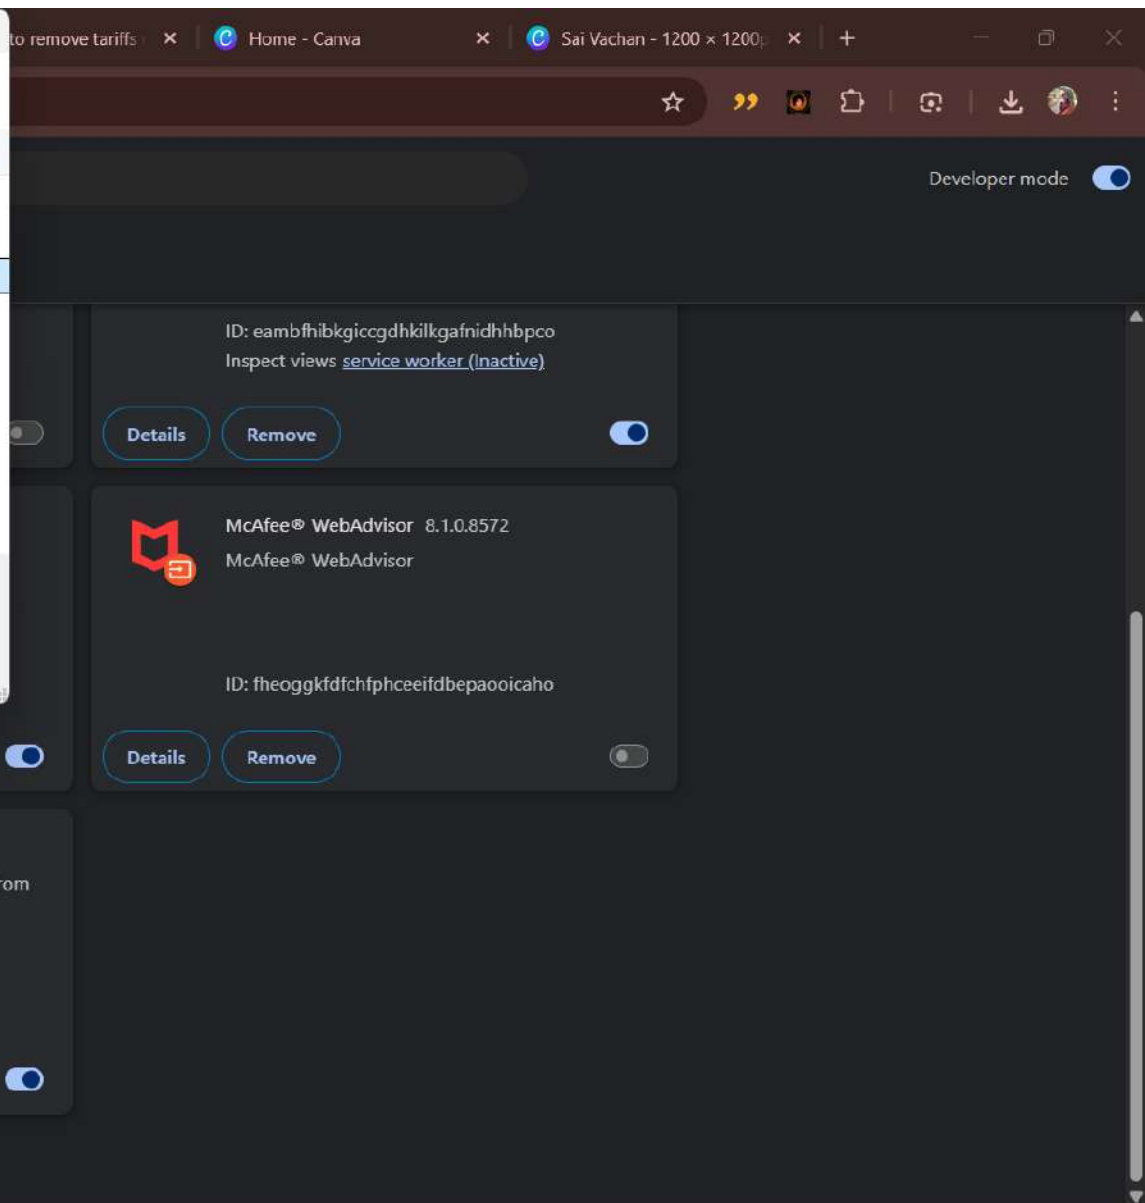 to remove tariffs
Home - Canva
Sai Vachan - 1200 × 1200p
Developer mode
ID: eambfhibkgiccgdhkilkgafnidhhbpco
Inspect views service worker (Inactive)
Details
Remove
McAfee® WebAdvisor 8.1.0.8572
McAfee® WebAdvisor
ID: fheoggkfdfchfphceeifdbepaooicaho
Details
Remove
rom